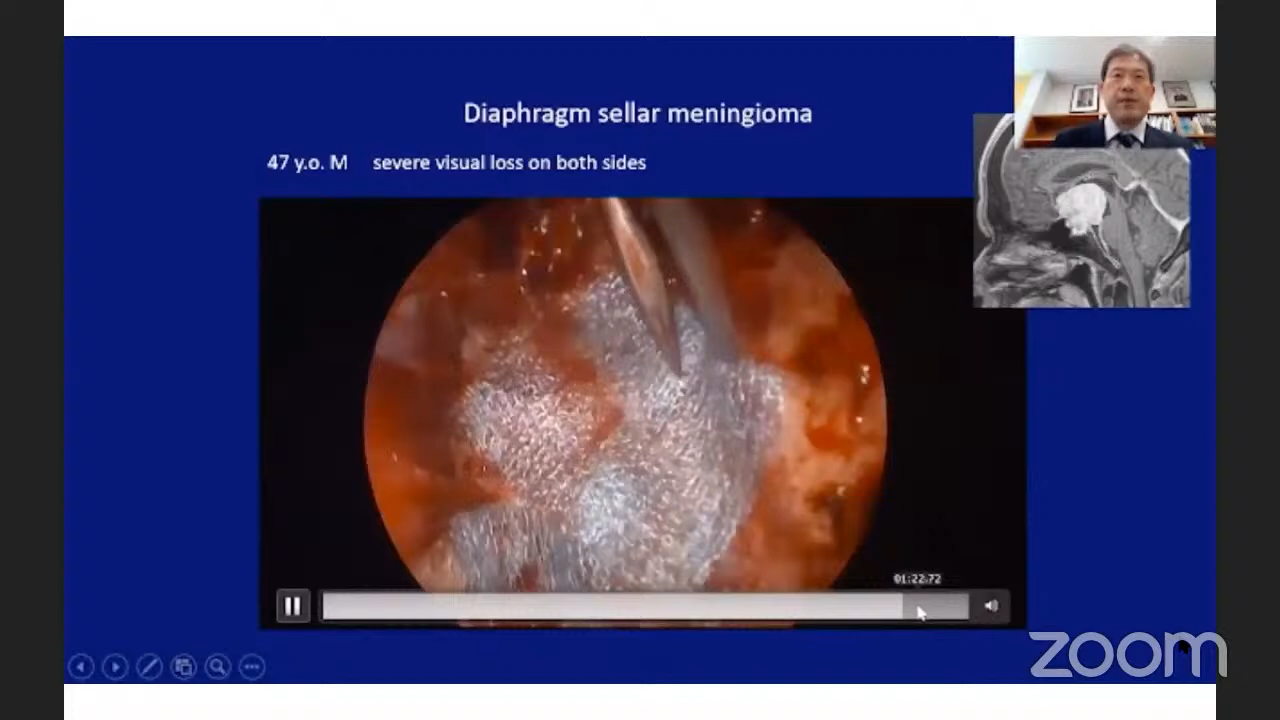 Diaphragm sellar meningioma
47 y.o. M severe visual loss on both sides
01:22.72
zoom